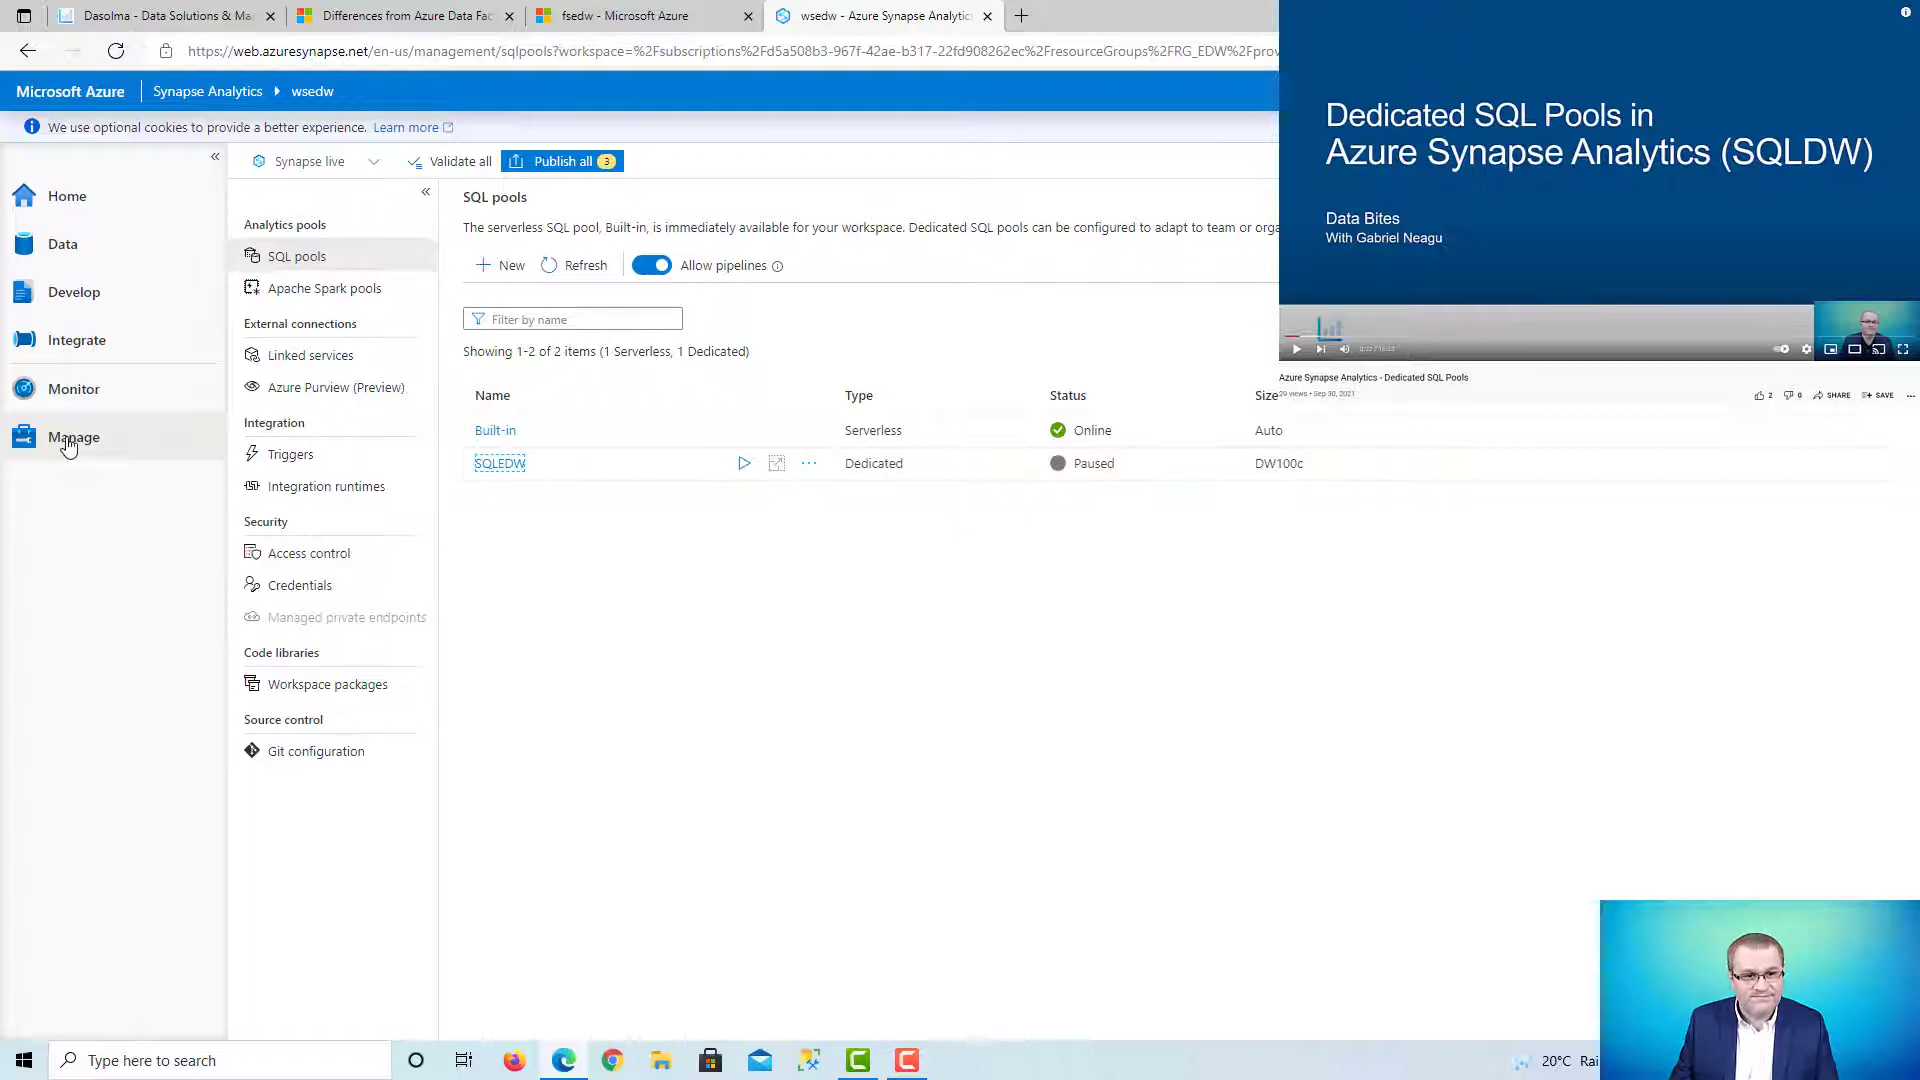 Dasolma - Data Solutions & Ma
Differences from Azure Data Fac
fsedw - Microsoft Azure
wsedw - Azure Synapse Analytics
https://web.azuresynapse.net/en-us/management/sqlpools?workspace=%2Fsubscriptions%2Fd5a508b3-967f-42ae-b317-22fd908262ec%2FresourceGroups%2FRG_EDW%2Fprov
Microsoft Azure
Synapse Analytics
wsedw
We use optional cookies to provide a better experience. Learn more
Synapse live
Validate all
Publish all 3
Home
Data
Develop
Integrate
Monitor
Manage
Analytics pools
SQL pools
Apache Spark pools
External connections
Linked services
Azure Purview (Preview)
Integration
Triggers
Integration runtimes
Security
Access control
Credentials
Managed private endpoints
Code libraries
Workspace packages
Source control
Git configuration
SQL pools
The serverless SQL pool, Built-in, is immediately available for your workspace. Dedicated SQL pools can be configured to adapt to team or orga
New
Refresh
Allow pipelines
Filter by name
Showing 1-2 of 2 items (1 Serverless, 1 Dedicated)
Name Type Status Size
Built-in Serverless Online Auto
SQLEDW Dedicated Paused DW100c
Dedicated SQL Pools in
Azure Synapse Analytics (SQLDW)
Data Bites
With Gabriel Neagu
Azure Synapse Analytics - Dedicated SQL Pools
29 views • Sep 30, 2021
2 0 SHARE SAVE
Type here to search
20°C Rai